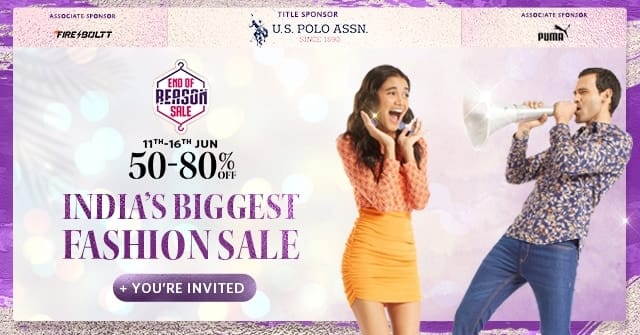 ASSOCIATE SPONSOR
FIRE-BOLTT
TITLE SPONSOR
U.S. POLO ASSN.
SINCE 1890
ASSOCIATE SPONSOR
PUMA
END OF
REASON
SALE
11TH-16TH JUN
50-80% OFF
INDIA'S BIGGEST
FASHION SALE
+ YOU'RE INVITED